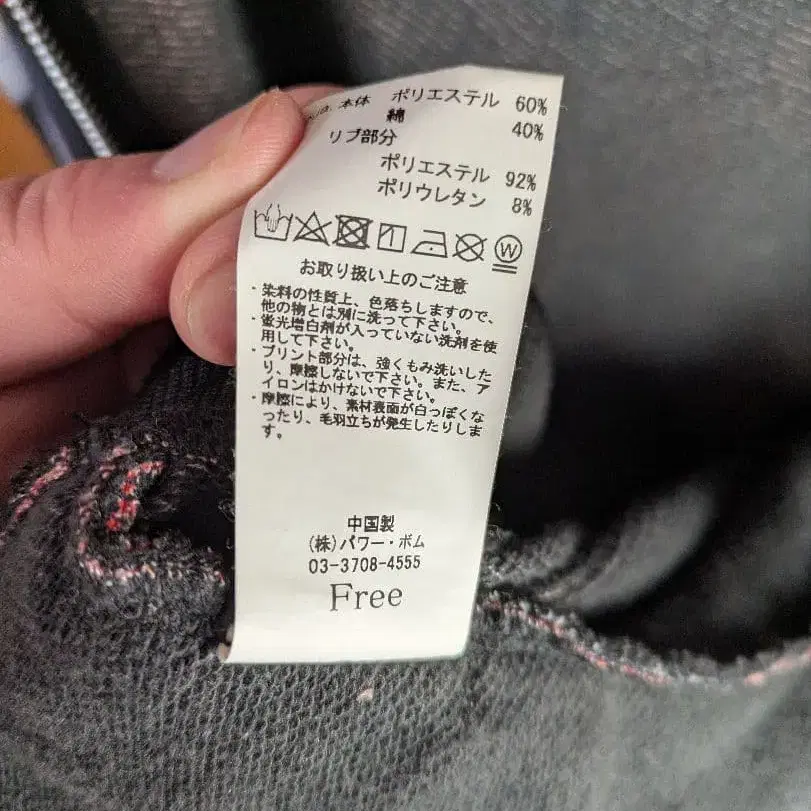 本体 ポリエステル 60%
綿 40%
リブ部分
ポリエステル 92%
ポリウレタン 8%
W
お取り扱い上のご注意
・染料の性質上、色落ちしますので、
他の物とは別に洗って下さい。
・蛍光増白剤が入っていない洗剤を使
用して下さい。
・プリント部分は、強くもみ洗いした
り、摩擦しないで下さい。また、ア
イロンはかけないで下さい。
・摩擦により、素材表面が白っぽくな
ったり、毛羽立ちが発生したりしま
す。
中国製
(株)パワー・ボム
03-3708-4555
Free